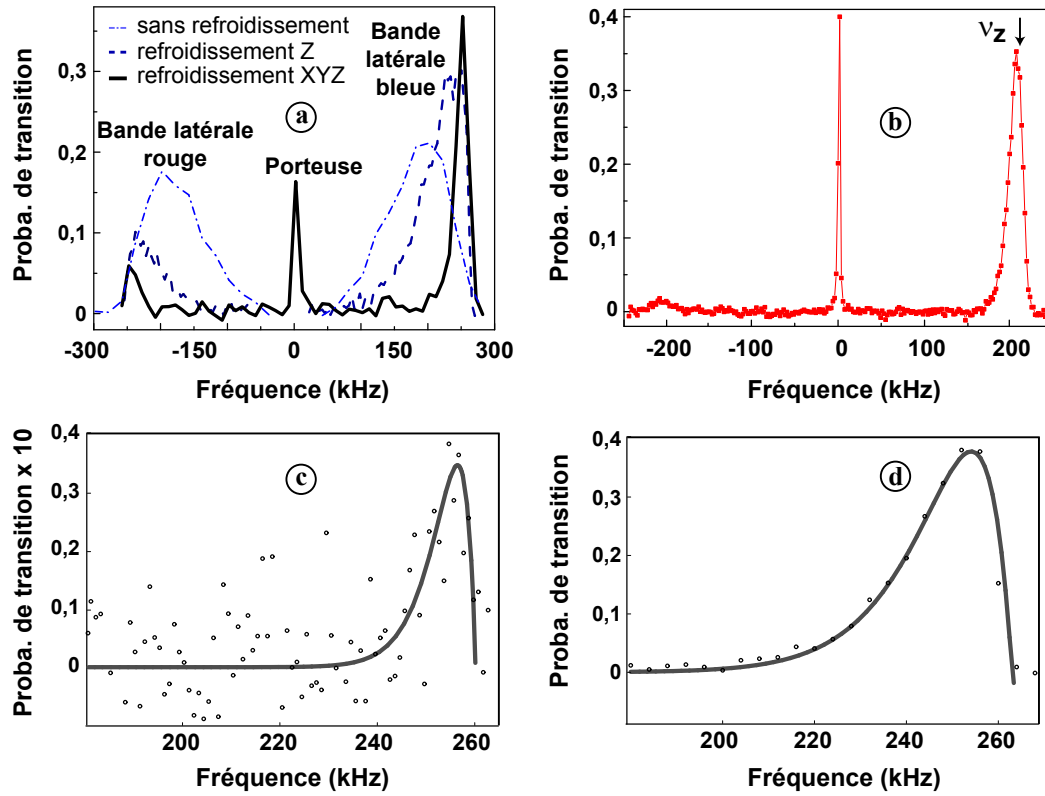 sans refroidissement
refroidissement Z
refroidissement XYZ
Bande
latérale
bleue
a
Bande latérale
rouge
Porteuse
Proba. de transition
0,3
0,2
0,1
0
-300
-150
0
150
300
Fréquence (kHz)
νz
b
Proba. de transition
0,4
0,3
0,2
0,1
0
-200
-100
0
100
200
Fréquence (kHz)
c
Proba. de transition x 10
0,4
0,3
0,2
0,1
0
200
220
240
260
Fréquence (kHz)
d
Proba. de transition
0,4
0,3
0,2
0,1
0
200
220
240
260
Fréquence (kHz)